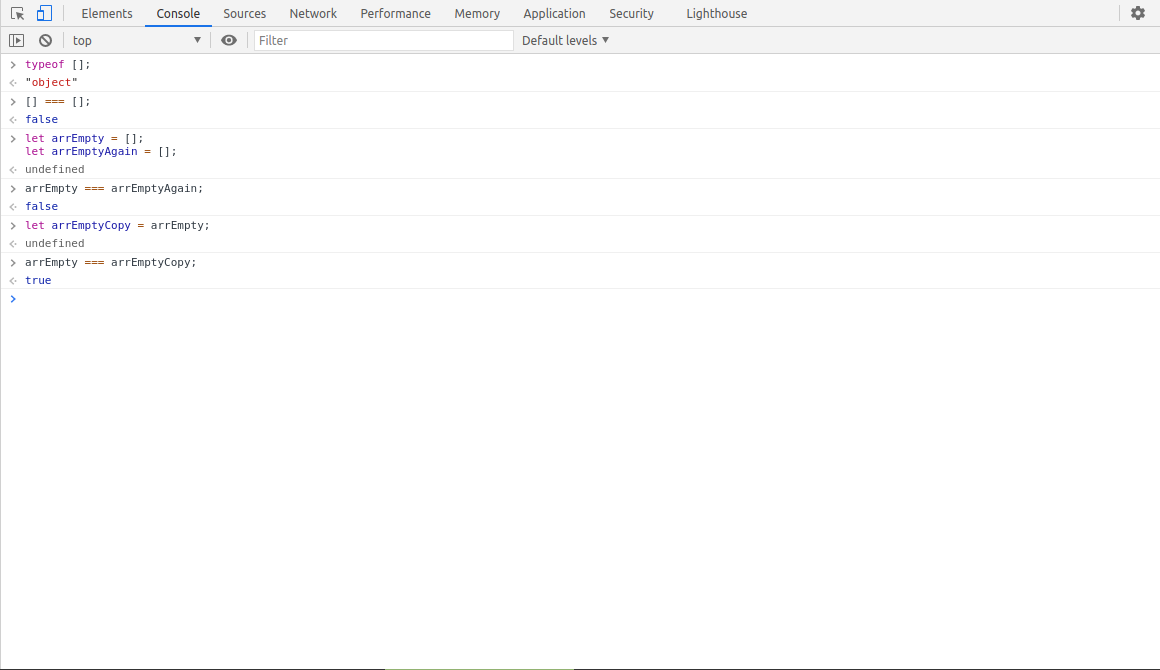 Elements Console Sources Network Performance Memory Application Security Lighthouse
top Filter Default levels
typeof [];
"object"
[] === [];
false
let arrEmpty = [];
let arrEmptyAgain = [];
undefined
arrEmpty === arrEmptyAgain;
false
let arrEmptyCopy = arrEmpty;
undefined
arrEmpty === arrEmptyCopy;
true